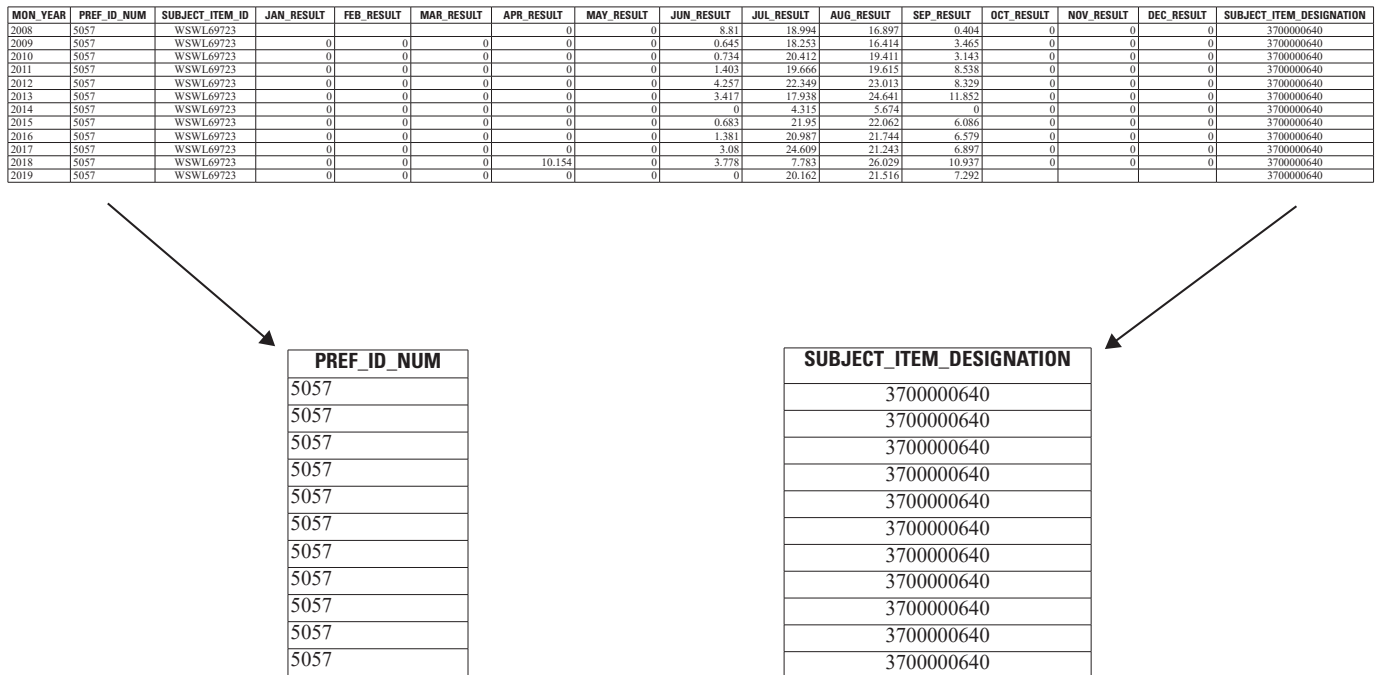 MON_YEAR PREF_ID_NUM SUBJECT_ITEM_ID JAN_RESULT FEB_RESULT MAR_RESULT APR_RESULT MAY_RESULT JUN_RESULT JUL_RESULT AUG_RESULT SEP_RESULT OCT_RESULT NOV_RESULT DEC_RESULT SUBJECT_ITEM_DESIGNATION
2008 5057 WSWL69723 0 0 8.81 18.994 16.897 0.404 0 0 0 3700000640
2009 5057 WSWL69723 0 0 0 0 0 0.645 18.253 16.414 3.465 0 0 0 3700000640
2010 5057 WSWL69723 0 0 0 0 0 0.734 20.412 19.411 3.143 0 0 0 3700000640
2011 5057 WSWL69723 0 0 0 0 0 1.403 19.666 19.615 8.538 0 0 0 3700000640
2012 5057 WSWL69723 0 0 0 0 0 4.257 22.349 23.013 8.329 0 0 0 3700000640
2013 5057 WSWL69723 0 0 0 0 0 3.417 17.938 24.641 11.852 0 0 0 3700000640
2014 5057 WSWL69723 0 0 0 0 0 0 4.315 5.674 0 0 0 0 3700000640
2015 5057 WSWL69723 0 0 0 0 0 0.683 21.95 22.062 6.086 0 0 0 3700000640
2016 5057 WSWL69723 0 0 0 0 0 1.381 20.987 21.744 6.579 0 0 0 3700000640
2017 5057 WSWL69723 0 0 0 0 0 3.08 24.609 21.243 6.897 0 0 0 3700000640
2018 5057 WSWL69723 0 0 0 10.154 0 3.778 7.783 26.029 10.937 0 0 0 3700000640
2019 5057 WSWL69723 0 0 0 0 0 0 20.162 21.516 7.292 3700000640
PREF_ID_NUM SUBJECT_ITEM_DESIGNATION
5057 3700000640
5057 3700000640
5057 3700000640
5057 3700000640
5057 3700000640
5057 3700000640
5057 3700000640
5057 3700000640
5057 3700000640
5057 3700000640
5057 3700000640